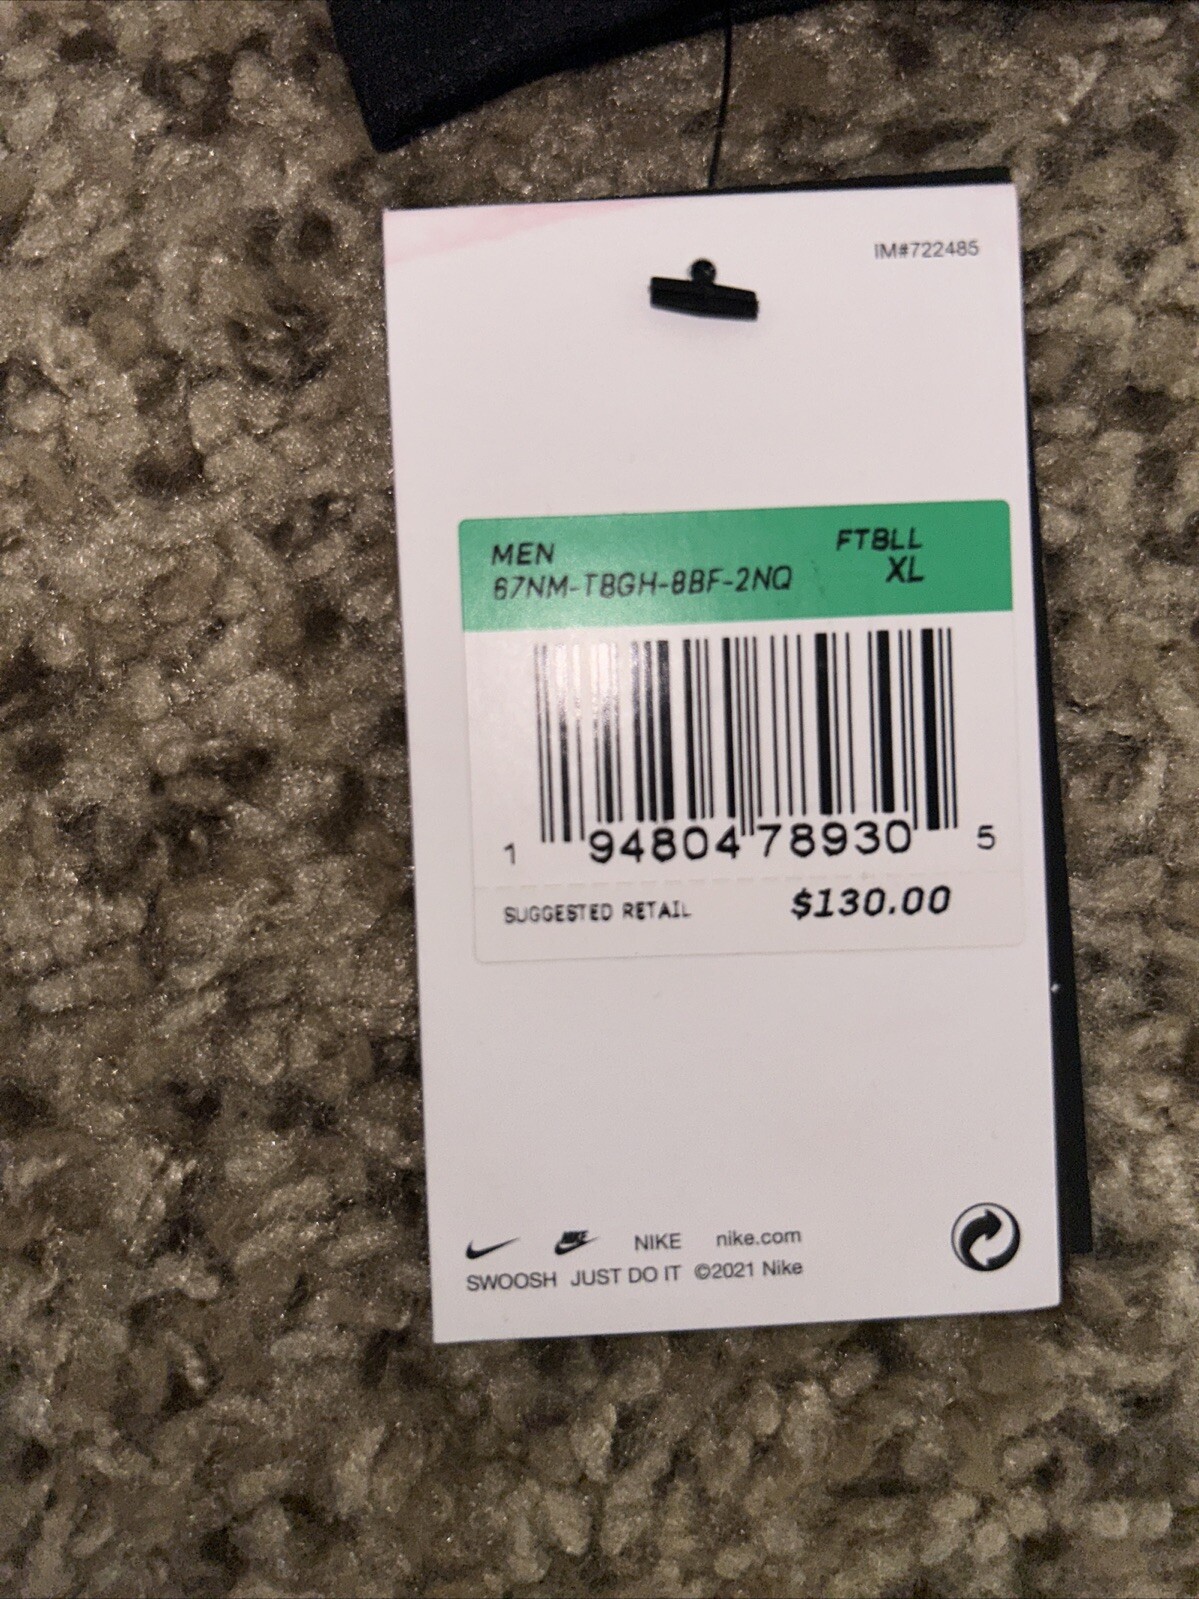 IM#722485
MEN FTBLL
67NM-TBGH-8BF-2NQ XL
1 94804 78930 5
SUGGESTED RETAIL $130.00
NIKE NIKE nike.com
SWOOSH JUST DO IT ©2021 Nike